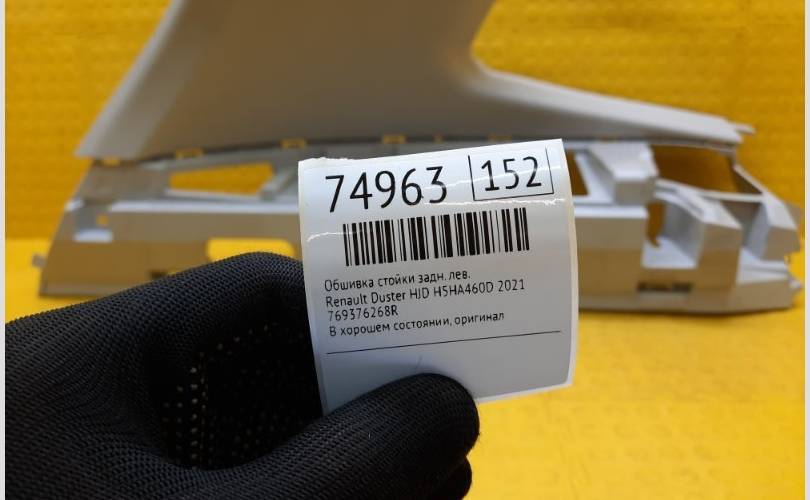 74963 152
Обшивка стойки задн. лев.
Renault Duster HJD H5HA460D 2021
769376268R
В хорошем состоянии, оригинал